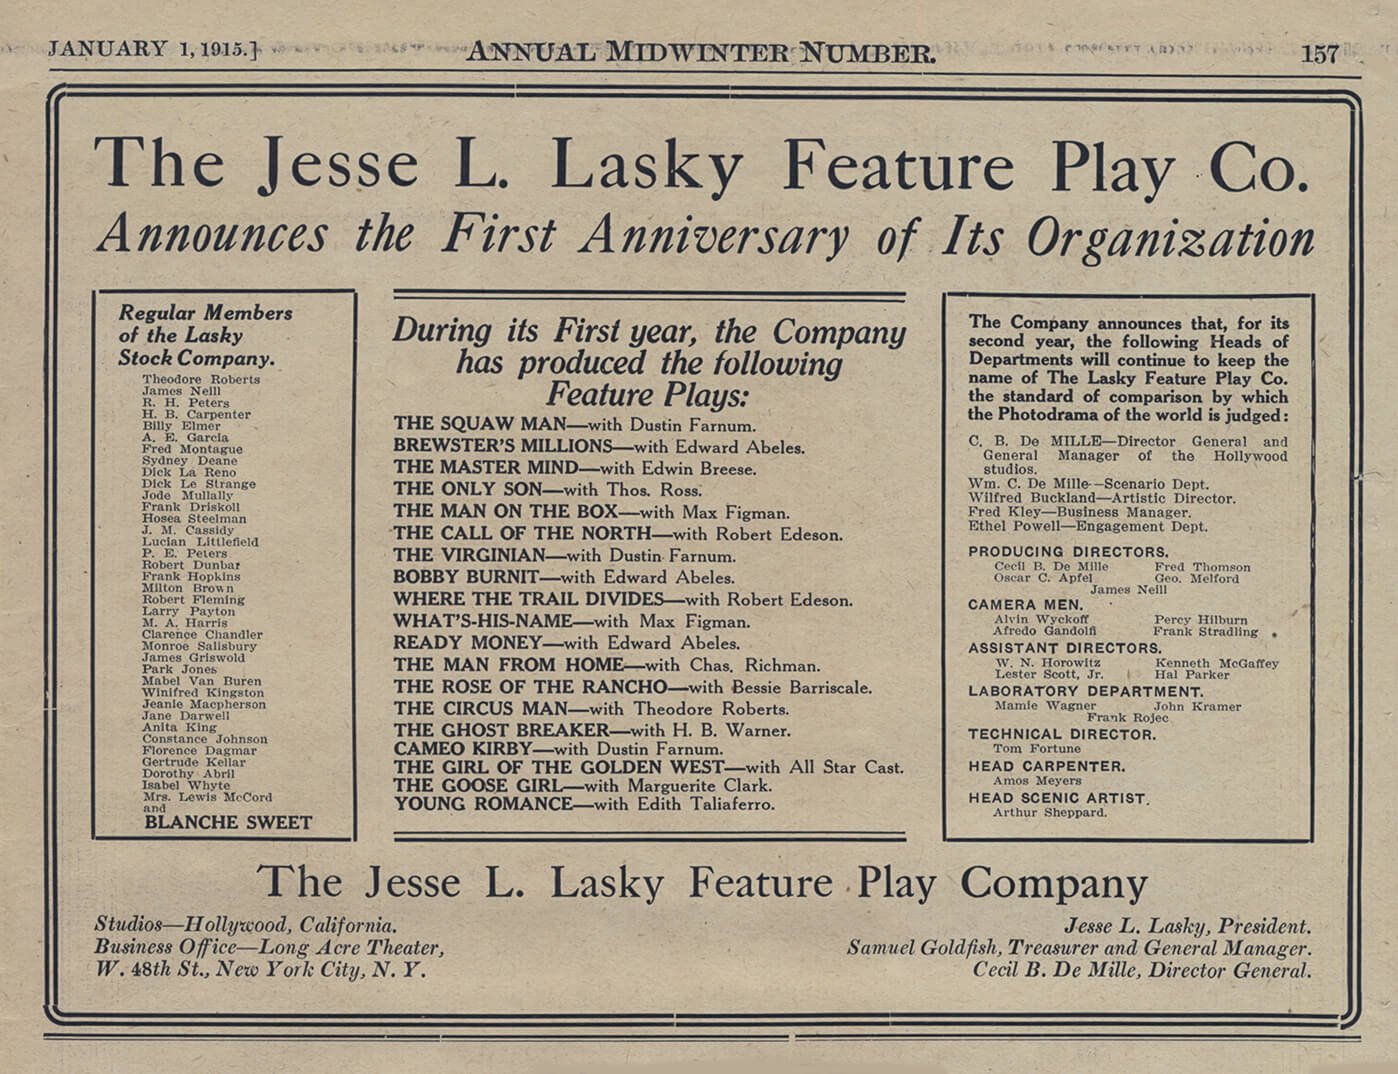 JANUARY 1, 1915.]
ANNUAL MIDWINTER NUMBER.
157
The Jesse L. Lasky Feature Play Co.
Announces the First Anniversary of Its Organization
Regular Members
of the Lasky
Stock Company.
Theodore Roberts
James Neill
R. H. Peters
H. B. Carpenter
Billy Elmer
A. E. Garcia
Fred Montague
Sydney Deane
Dick La Reno
Dick Le Strange
Jode Mullally
Frank Driskoll
Hosea Steelman
J. M. Cassidy
Lucian Littlefield
P. E. Peters
Robert Dunbar
Frank Hopkins
Milton Brown
Robert Fleming
Larry Payton
M. A. Harris
Clarence Chandler
Monroe Salisbury
James Griswold
Park Jones
Mabel Van Buren
Winifred Kingston
Jeanie Macpherson
Jane Darwell
Anita King
Constance Johnson
Florence Dagmar
Gertrude Kellar
Dorothy Abril
Isabel Whyte
Mrs. Lewis McCord
and
BLANCHE SWEET
During its First year, the Company
has produced the following
Feature Plays:
THE SQUAW MAN—with Dustin Farnum.
BREWSTER'S MILLIONS—with Edward Abeles.
THE MASTER MIND—with Edwin Breese.
THE ONLY SON—with Thos. Ross.
THE MAN ON THE BOX—with Max Figman.
THE CALL OF THE NORTH—with Robert Edeson.
THE VIRGINIAN—with Dustin Farnum.
BOBBY BURNIT—with Edward Abeles.
WHERE THE TRAIL DIVIDES—with Robert Edeson.
WHAT'S-HIS-NAME—with Max Figman.
READY MONEY—with Edward Abeles.
THE MAN FROM HOME—with Chas. Richman.
THE ROSE OF THE RANCHO—with Bessie Barriscale.
THE CIRCUS MAN—with Theodore Roberts.
THE GHOST BREAKER—with H. B. Warner.
CAMEO KIRBY—with Dustin Farnum.
THE GIRL OF THE GOLDEN WEST—with All Star Cast.
THE GOOSE GIRL—with Marguerite Clark.
YOUNG ROMANCE—with Edith Taliaferro.
The Company announces that, for its
second year, the following Heads of
Departments will continue to keep the
name of The Lasky Feature Play Co.
the standard of comparison by which
the Photodrama of the world is judged:
C. B. De MILLE—Director General and
General Manager of the Hollywood
studios.
Wm. C. De Mille—Scenario Dept.
Wilfred Buckland—Artistic Director.
Fred Kley—Business Manager.
Ethel Powell—Engagement Dept.
PRODUCING DIRECTORS.
Cecil B. De Mille Fred Thomson
Oscar C. Apfel Geo. Melford
James Neill
CAMERA MEN.
Alvin Wyckoff Percy Hilburn
Afredo Gandolfi Frank Stradling
ASSISTANT DIRECTORS.
W. N. Horowitz Kenneth McGaffey
Lester Scott, Jr. Hal Parker
LABORATORY DEPARTMENT.
Mamie Wagner John Kramer
Frank Rojec
TECHNICAL DIRECTOR.
Tom Fortune
HEAD CARPENTER.
Amos Meyers
HEAD SCENIC ARTIST.
Arthur Sheppard.
The Jesse L. Lasky Feature Play Company
Studios—Hollywood, California.
Business Office—Long Acre Theater,
W. 48th St., New York City, N. Y.
Jesse L. Lasky, President.
Samuel Goldfish, Treasurer and General Manager.
Cecil B. De Mille, Director General.